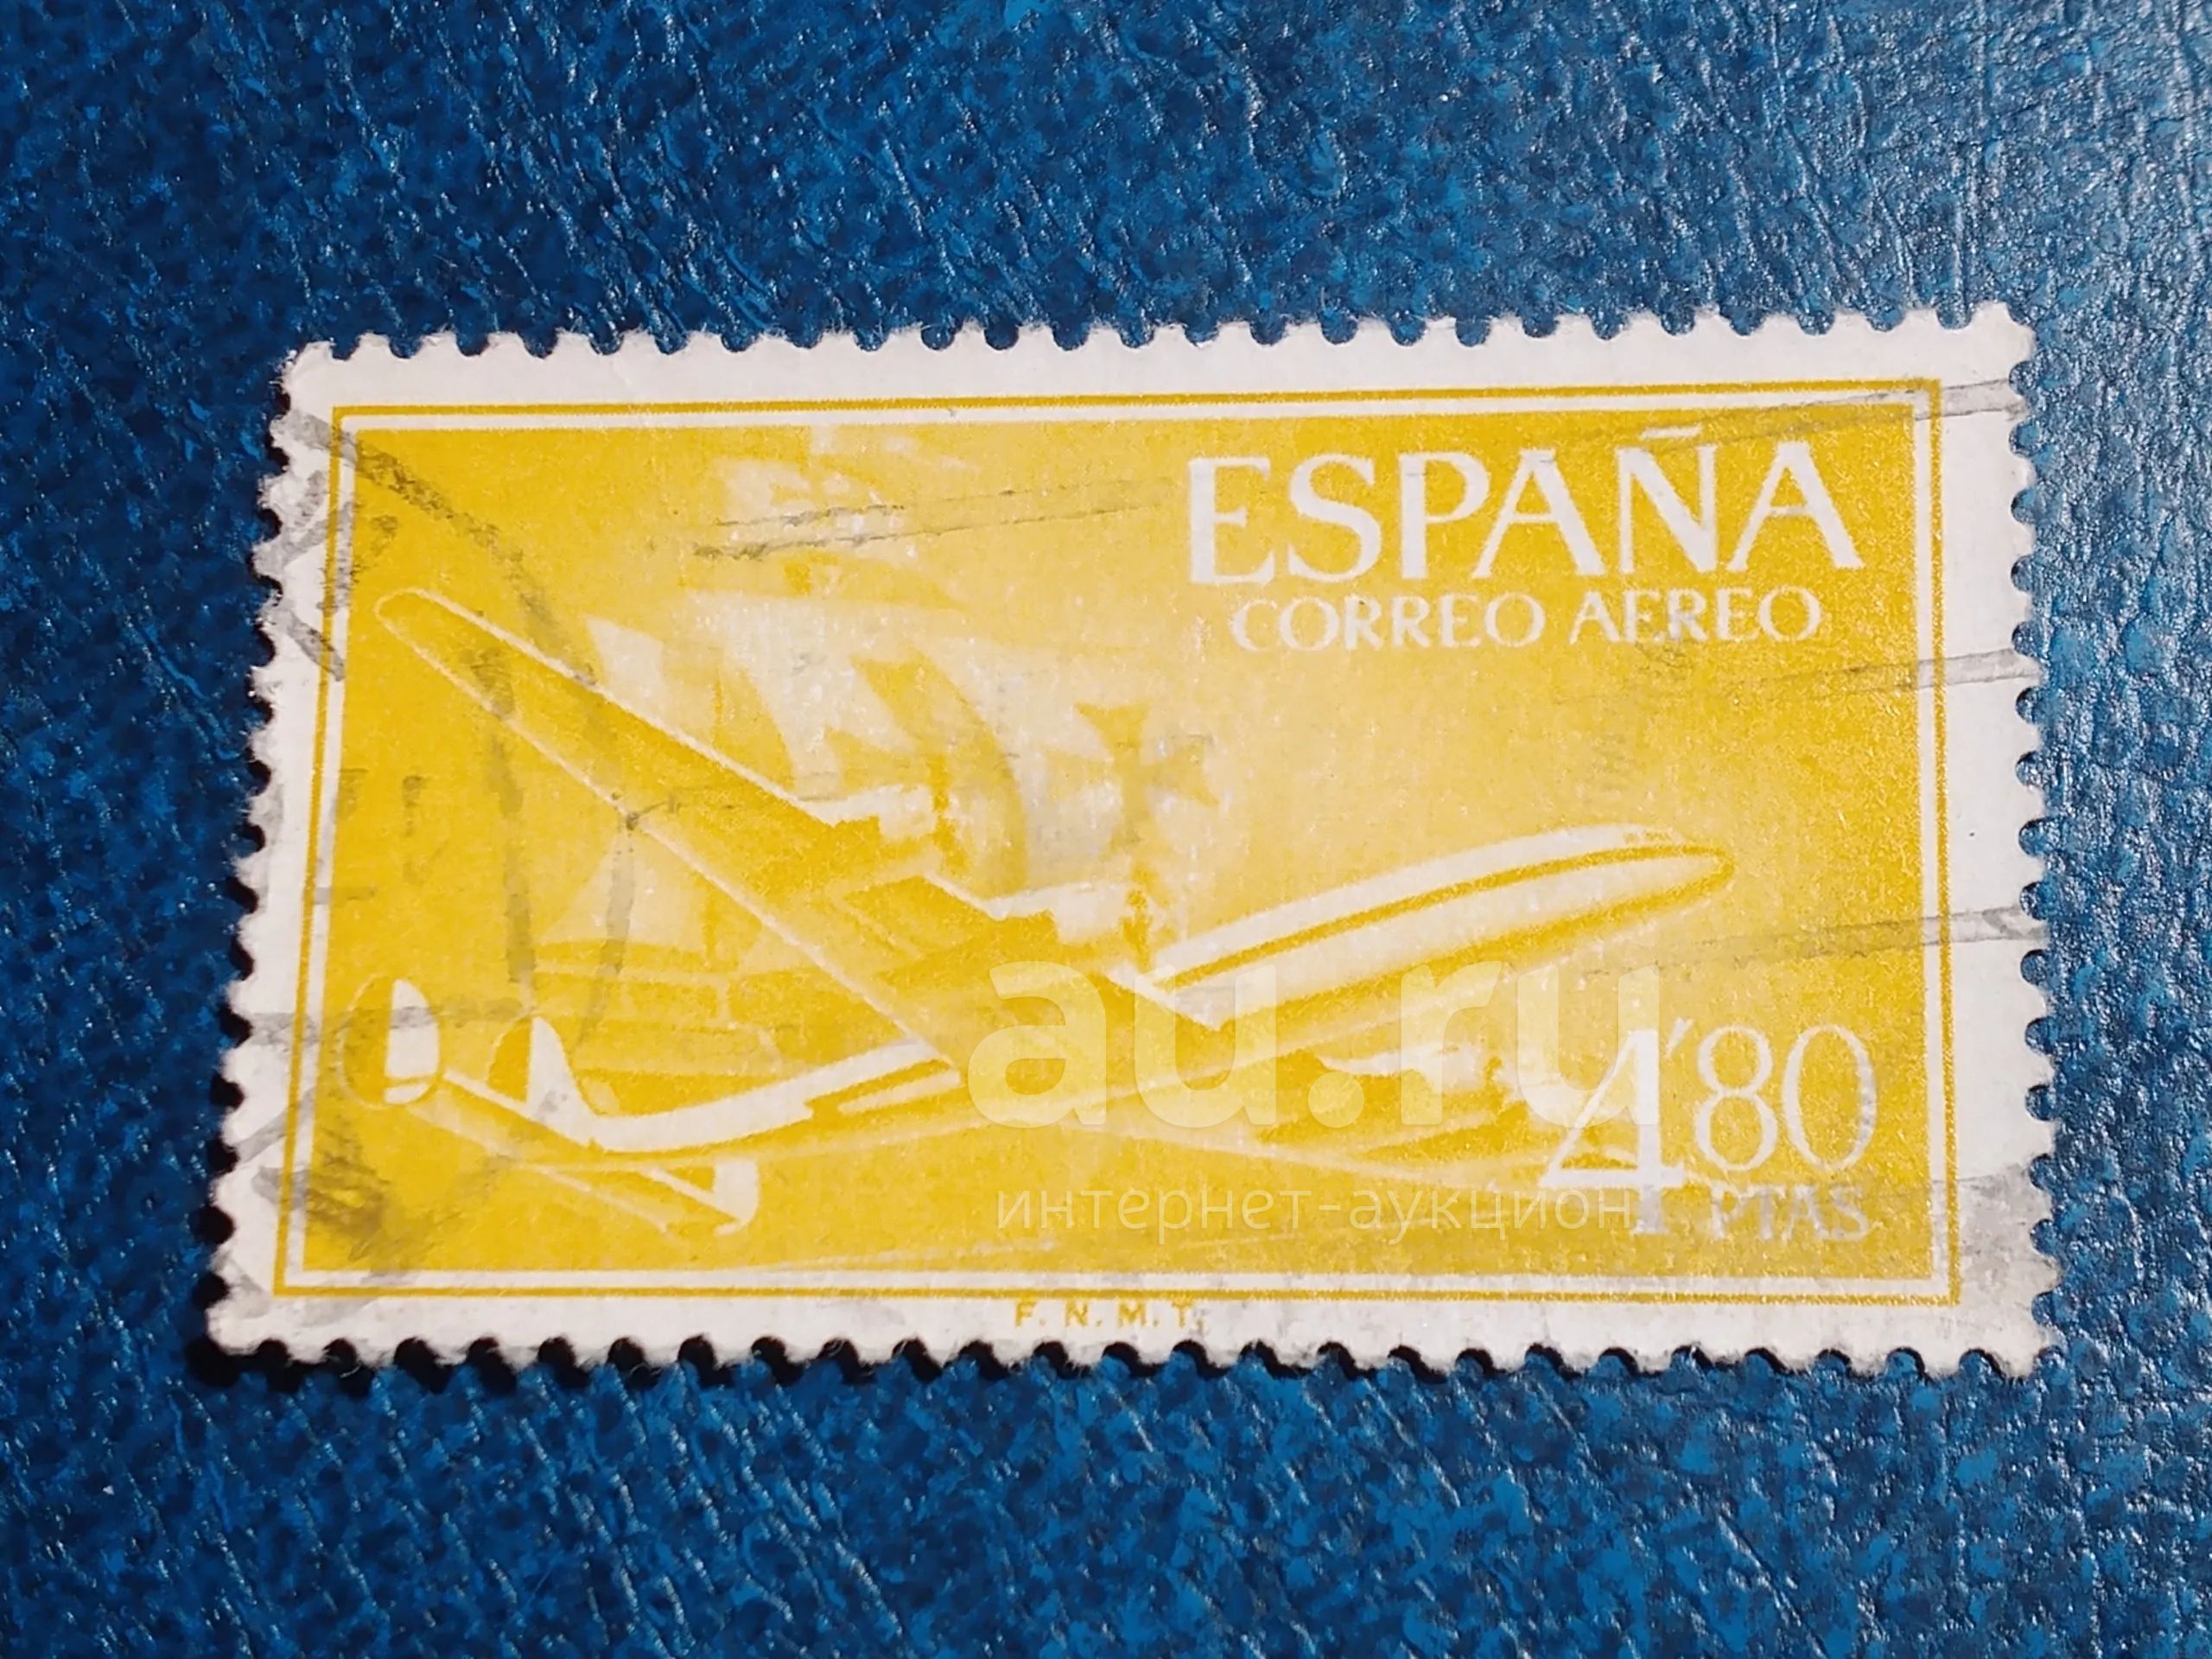 ESPAÑA
CORREO AEREO
au.ru
4'80
интернет-аукцион
PTAS
F. N. M. T.